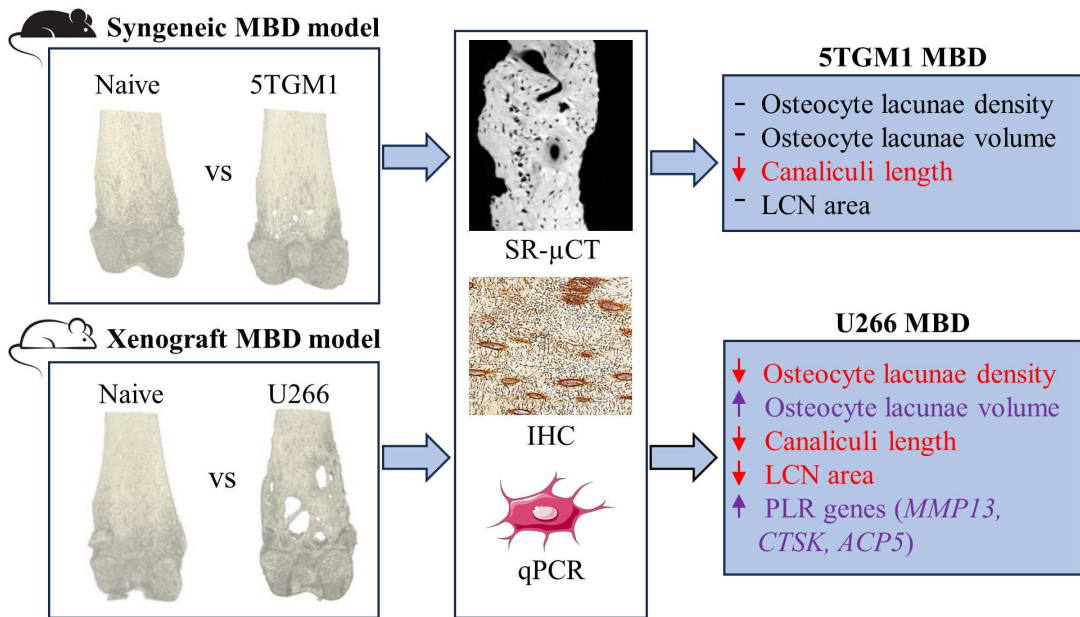 Syngeneic MBD model
Naive
5TGM1
vs
Xenograft MBD model
Naive
U266
vs
SR-µCT
IHC
qPCR
5TGM1 MBD
- Osteocyte lacunae density
- Osteocyte lacunae volume
↓ Canaliculi length
- LCN area
U266 MBD
↓ Osteocyte lacunae density
↑ Osteocyte lacunae volume
↓ Canaliculi length
↓ LCN area
↑ PLR genes (MMP13,
CTSK, ACP5)